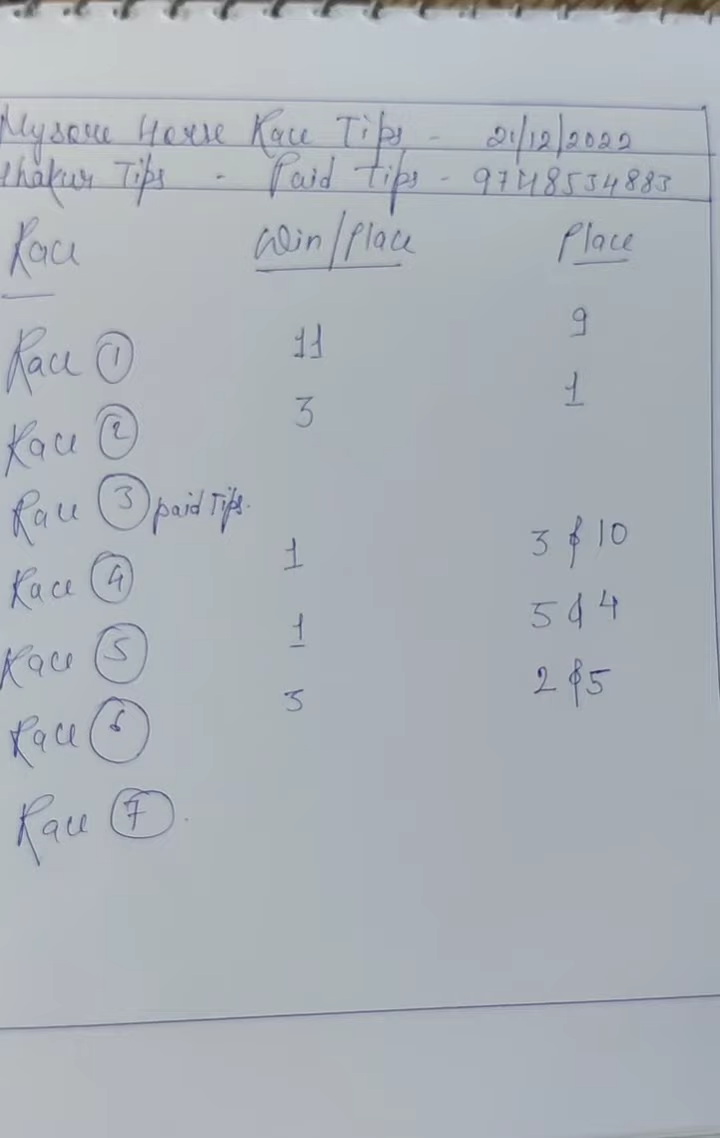 Mysore Horse Race Tips - 21/12/2022
Thakur Tips - Paid Tips - 9748534883
Race Win/Place Place
Race 1 11 9
Race 2 3 1
Race 3 paid Tips.
Race 4 1 3 & 10
Race 5 1 5 & 4
Race 6 3 2 & 5
Race 7.